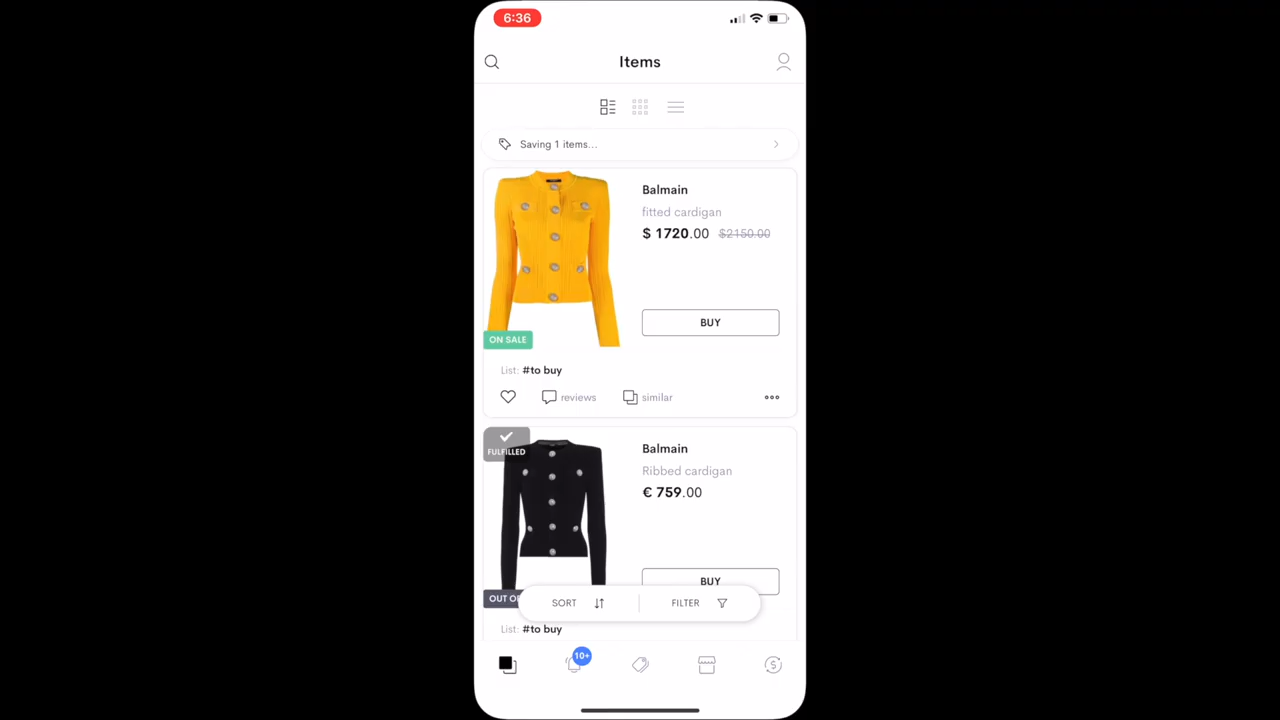 6:36
Items
Saving 1 items...
Balmain
fitted cardigan
$ 1720.00 $2150.00
BUY
ON SALE
List: #to buy
reviews
similar
FULFILLED
Balmain
Ribbed cardigan
€ 759.00
BUY
OUT
SORT
FILTER
List: #to buy
10+